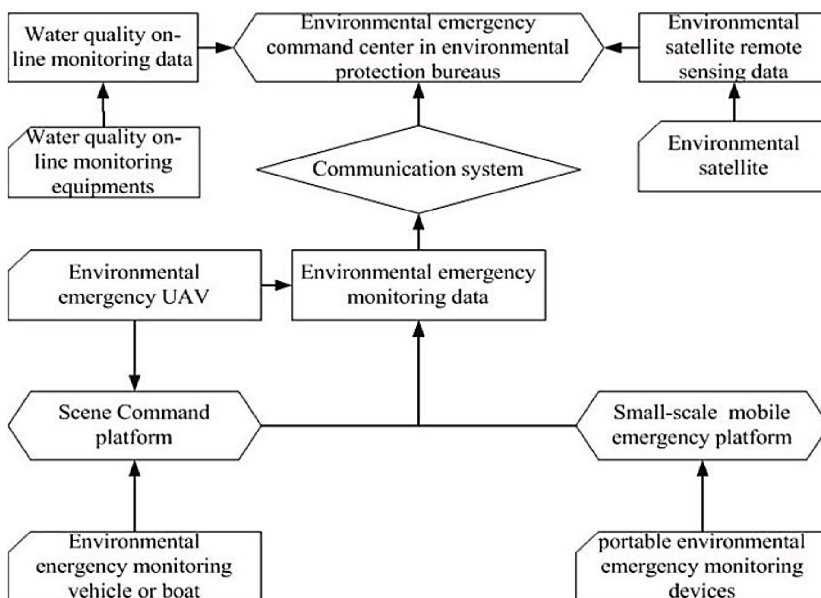 Water quality on-
line monitoring data
Environmental emergency
command center in environmental
protection bureaus
Environmental
satellite remote
sensing data
Water quality on-
line monitoring
equipments
Communication system
Environmental
satellite
Environmental
emergency UAV
Environmental emergency
monitoring data
Scene Command
platform
Small-scale mobile
emergency platform
Environmental
energency monitoring
vehicle or boat
portable environmental
emergency monitoring
devices